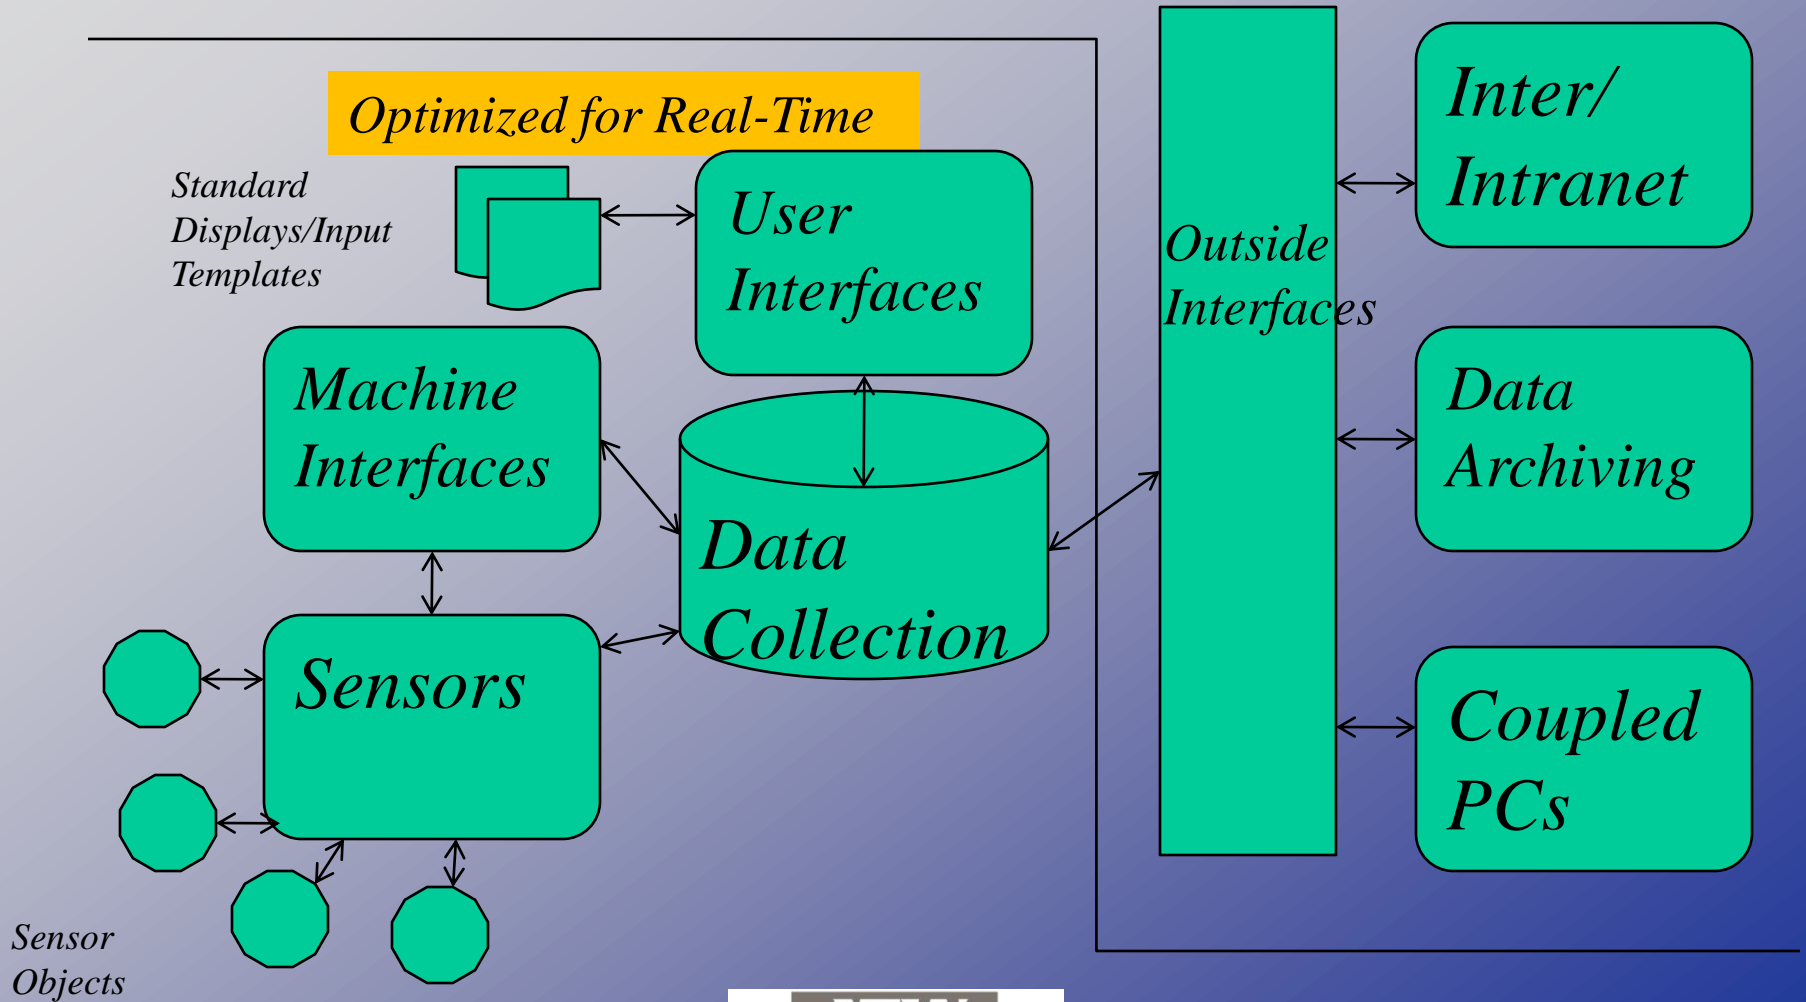 Optimized for Real-Time
Standard
Displays/Input
Templates
User
Interfaces
Machine
Interfaces
Data
Collection
Sensors
Sensor
Objects
Outside
Interfaces
Inter/
Intranet
Data
Archiving
Coupled
PCs